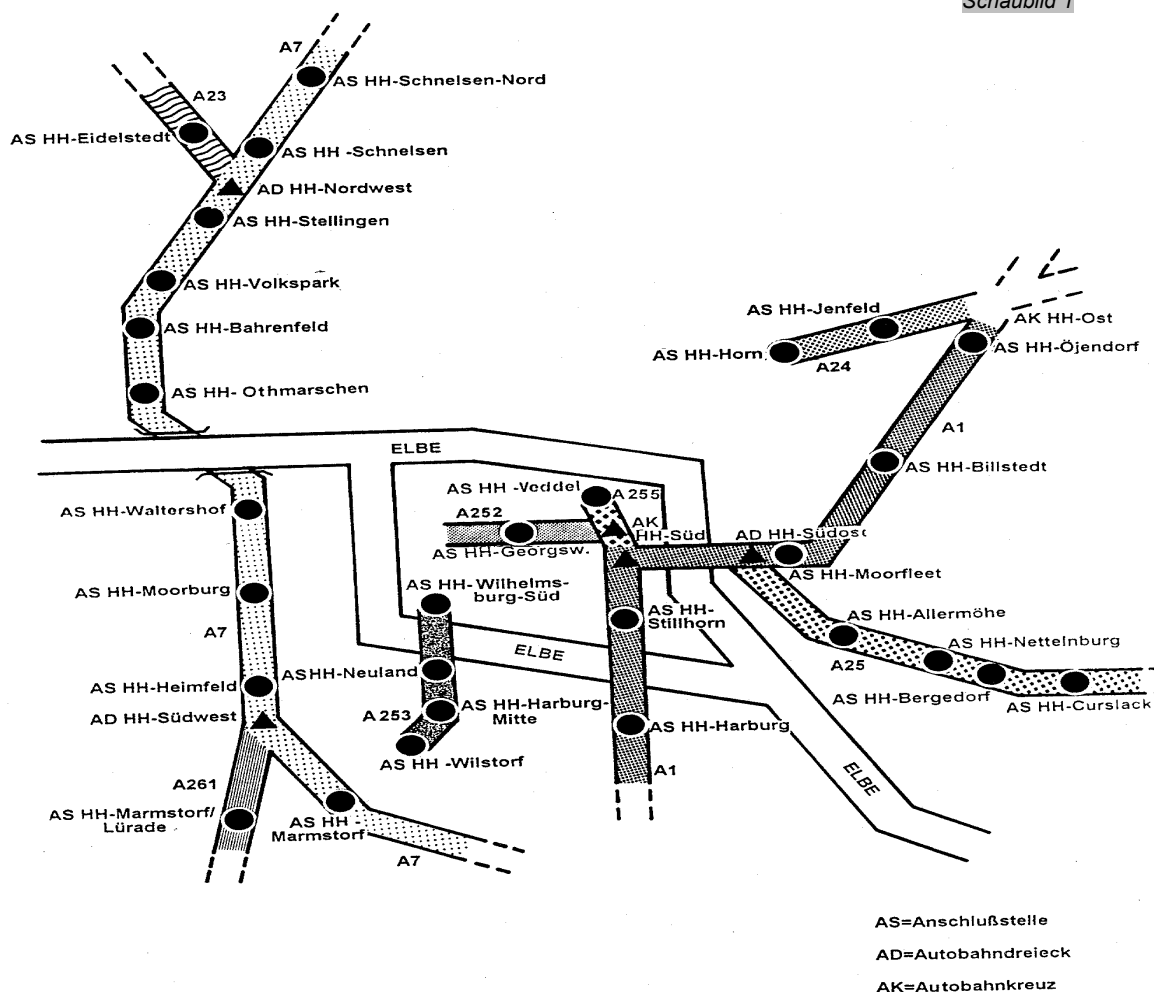 Schaubild 1
A7
AS HH-Schnelsen-Nord
A23
AS HH-Eidelstedt
AS HH -Schnelsen
AD HH-Nordwest
AS HH-Stellingen
AS HH-Volkspark
AS HH-Bahrenfeld
AS HH- Othmarschen
AS HH-Jenfeld
AK HH-Ost
AS HH-Horn
AS HH-Öjendorf
A24
A1
AS HH-Billstedt
ELBE
AS HH -Veddel
A255
AS HH-Waltershof
A252
AK
HH-Süd
AD HH-Südost
AS HH-Georgsw.
AS HH-Moorfleet
AS HH-Moorburg
AS HH-Wilhelms-
burg-Süd
AS HH-
Stillhorn
AS HH-Allermöhe
A7
AS HH-Nettelnburg
ELBE
A25
AS HH-Neuland
AS HH-Heimfeld
AS HH-Bergedorf
AS HH-Curslack
AD HH-Südwest
A253
AS HH-Harburg-
Mitte
AS HH-Harburg
AS HH -Wilstorf
A1
ELBE
A261
AS HH-Marmstorf/
Lürade
AS HH -
Marmstorf
A7
AS=Anschlußstelle
AD=Autobahndreieck
AK=Autobahnkreuz